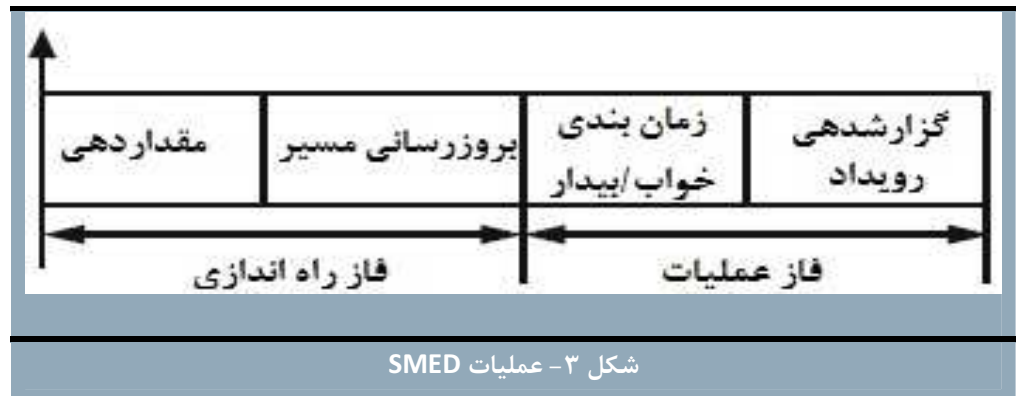 مقداردهی
بروزرسانی مسیر
زمان بندی
خواب/بیدار
گزارشدهی
رویداد
فاز راه اندازی
فاز عملیات
شکل ۳- عملیات SMED